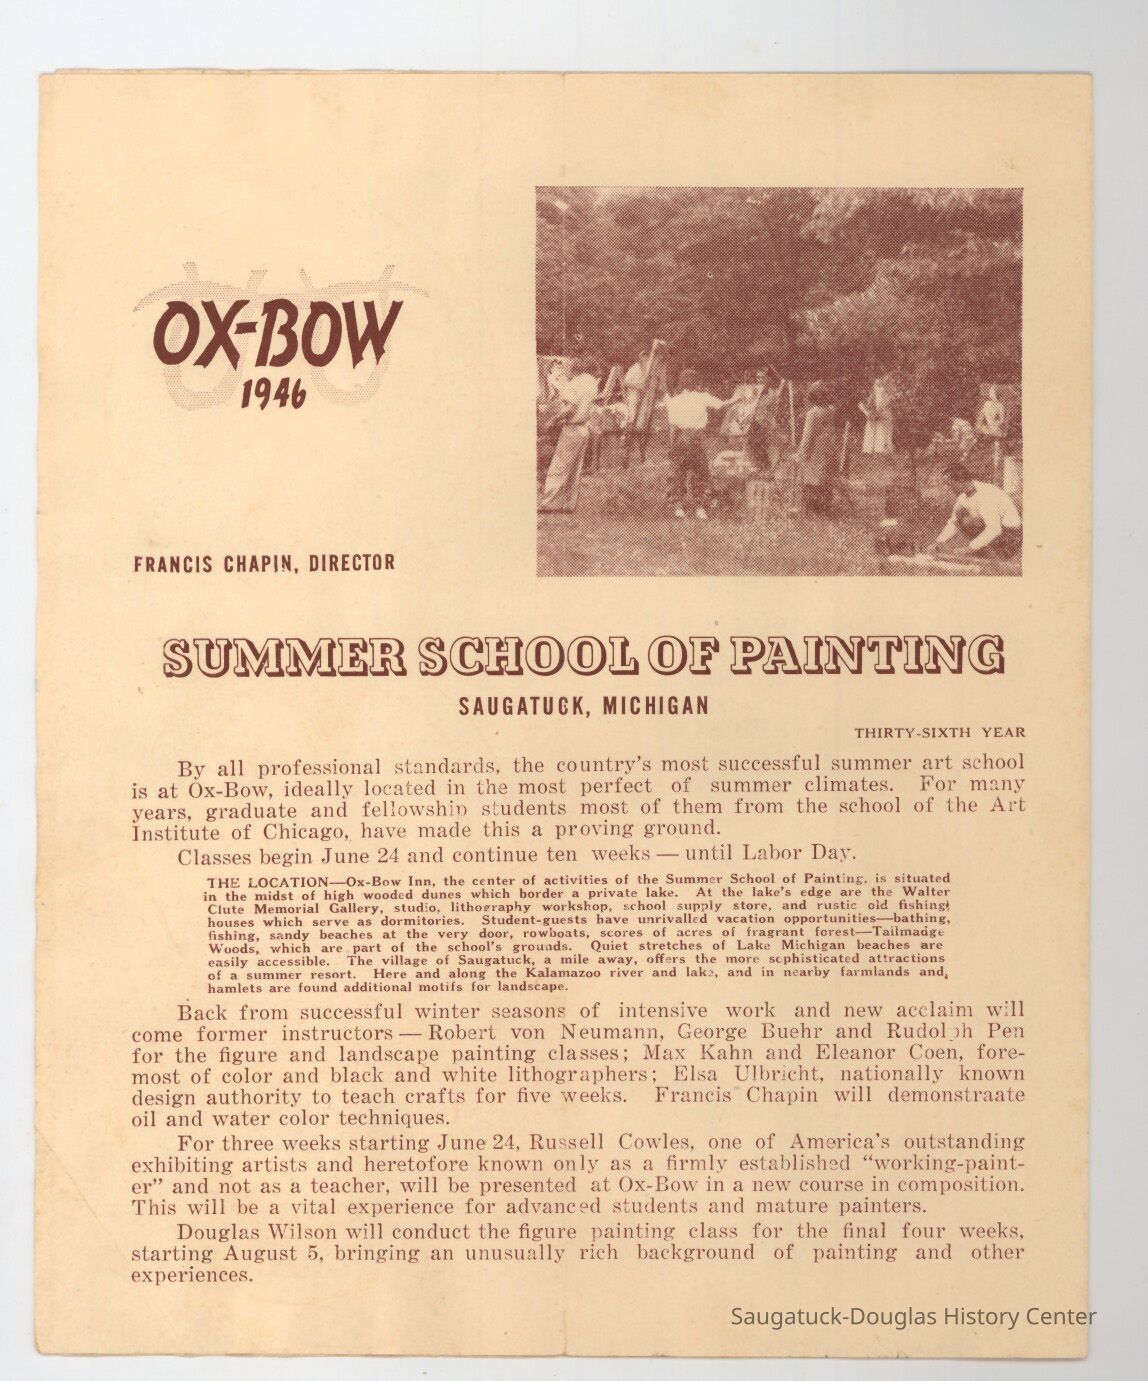 OX-BOW
1946
FRANCIS CHAPIN, DIRECTOR
SUMMER SCHOOL OF PAINTING
SAUGATUCK, MICHIGAN
THIRTY-SIXTH YEAR
By all professional standards, the country's most successful summer art school
is at Ox-Bow, ideally located in the most perfect of summer climates. For many
years, graduate and fellowship students most of them from the school of the Art
Institute of Chicago, have made this a proving ground.
Classes begin June 24 and continue ten weeks — until Labor Day.
THE LOCATION—Ox-Bow Inn, the center of activities of the Summer School of Painting, is situated
in the midst of high wooded dunes which border a private lake. At the lake's edge are the Walter
Clute Memorial Gallery, studio, lithography workshop, school supply store, and rustic old fishing
houses which serve as dormitories. Student-guests have unrivalled vacation opportunities—bathing,
fishing, sandy beaches at the very door, rowboats, scores of acres of fragrant forest—Tallmadge
Woods, which are part of the school's grounds. Quiet stretches of Lake Michigan beaches are
easily accessible. The village of Saugatuck, a mile away, offers the more sophisticated attractions
of a summer resort. Here and along the Kalamazoo river and lake, and in nearby farmlands and
hamlets are found additional motifs for landscape.
Back from successful winter seasons of intensive work and new acclaim will
come former instructors — Robert von Neumann, George Buehr and Rudolph Pen
for the figure and landscape painting classes; Max Kahn and Eleanor Coen, fore-
most of color and black and white lithographers; Elsa Ulbricht, nationally known
design authority to teach crafts for five weeks. Francis Chapin will demonstraate
oil and water color techniques.
For three weeks starting June 24, Russell Cowles, one of America's outstanding
exhibiting artists and heretofore known only as a firmly established "working-paint-
er" and not as a teacher, will be presented at Ox-Bow in a new course in composition.
This will be a vital experience for advanced students and mature painters.
Douglas Wilson will conduct the figure painting class for the final four weeks,
starting August 5, bringing an unusually rich background of painting and other
experiences.
Saugatuck-Douglas History Center